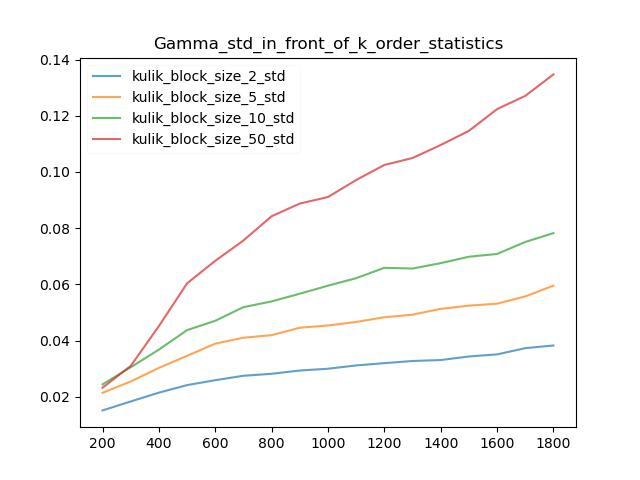 Gamma_std_in_front_of_k_order_statistics
0.14
0.12
0.10
0.08
0.06
0.04
0.02
kulik_block_size_2_std
kulik_block_size_5_std
kulik_block_size_10_std
kulik_block_size_50_std
200 400 600 800 1000 1200 1400 1600 1800